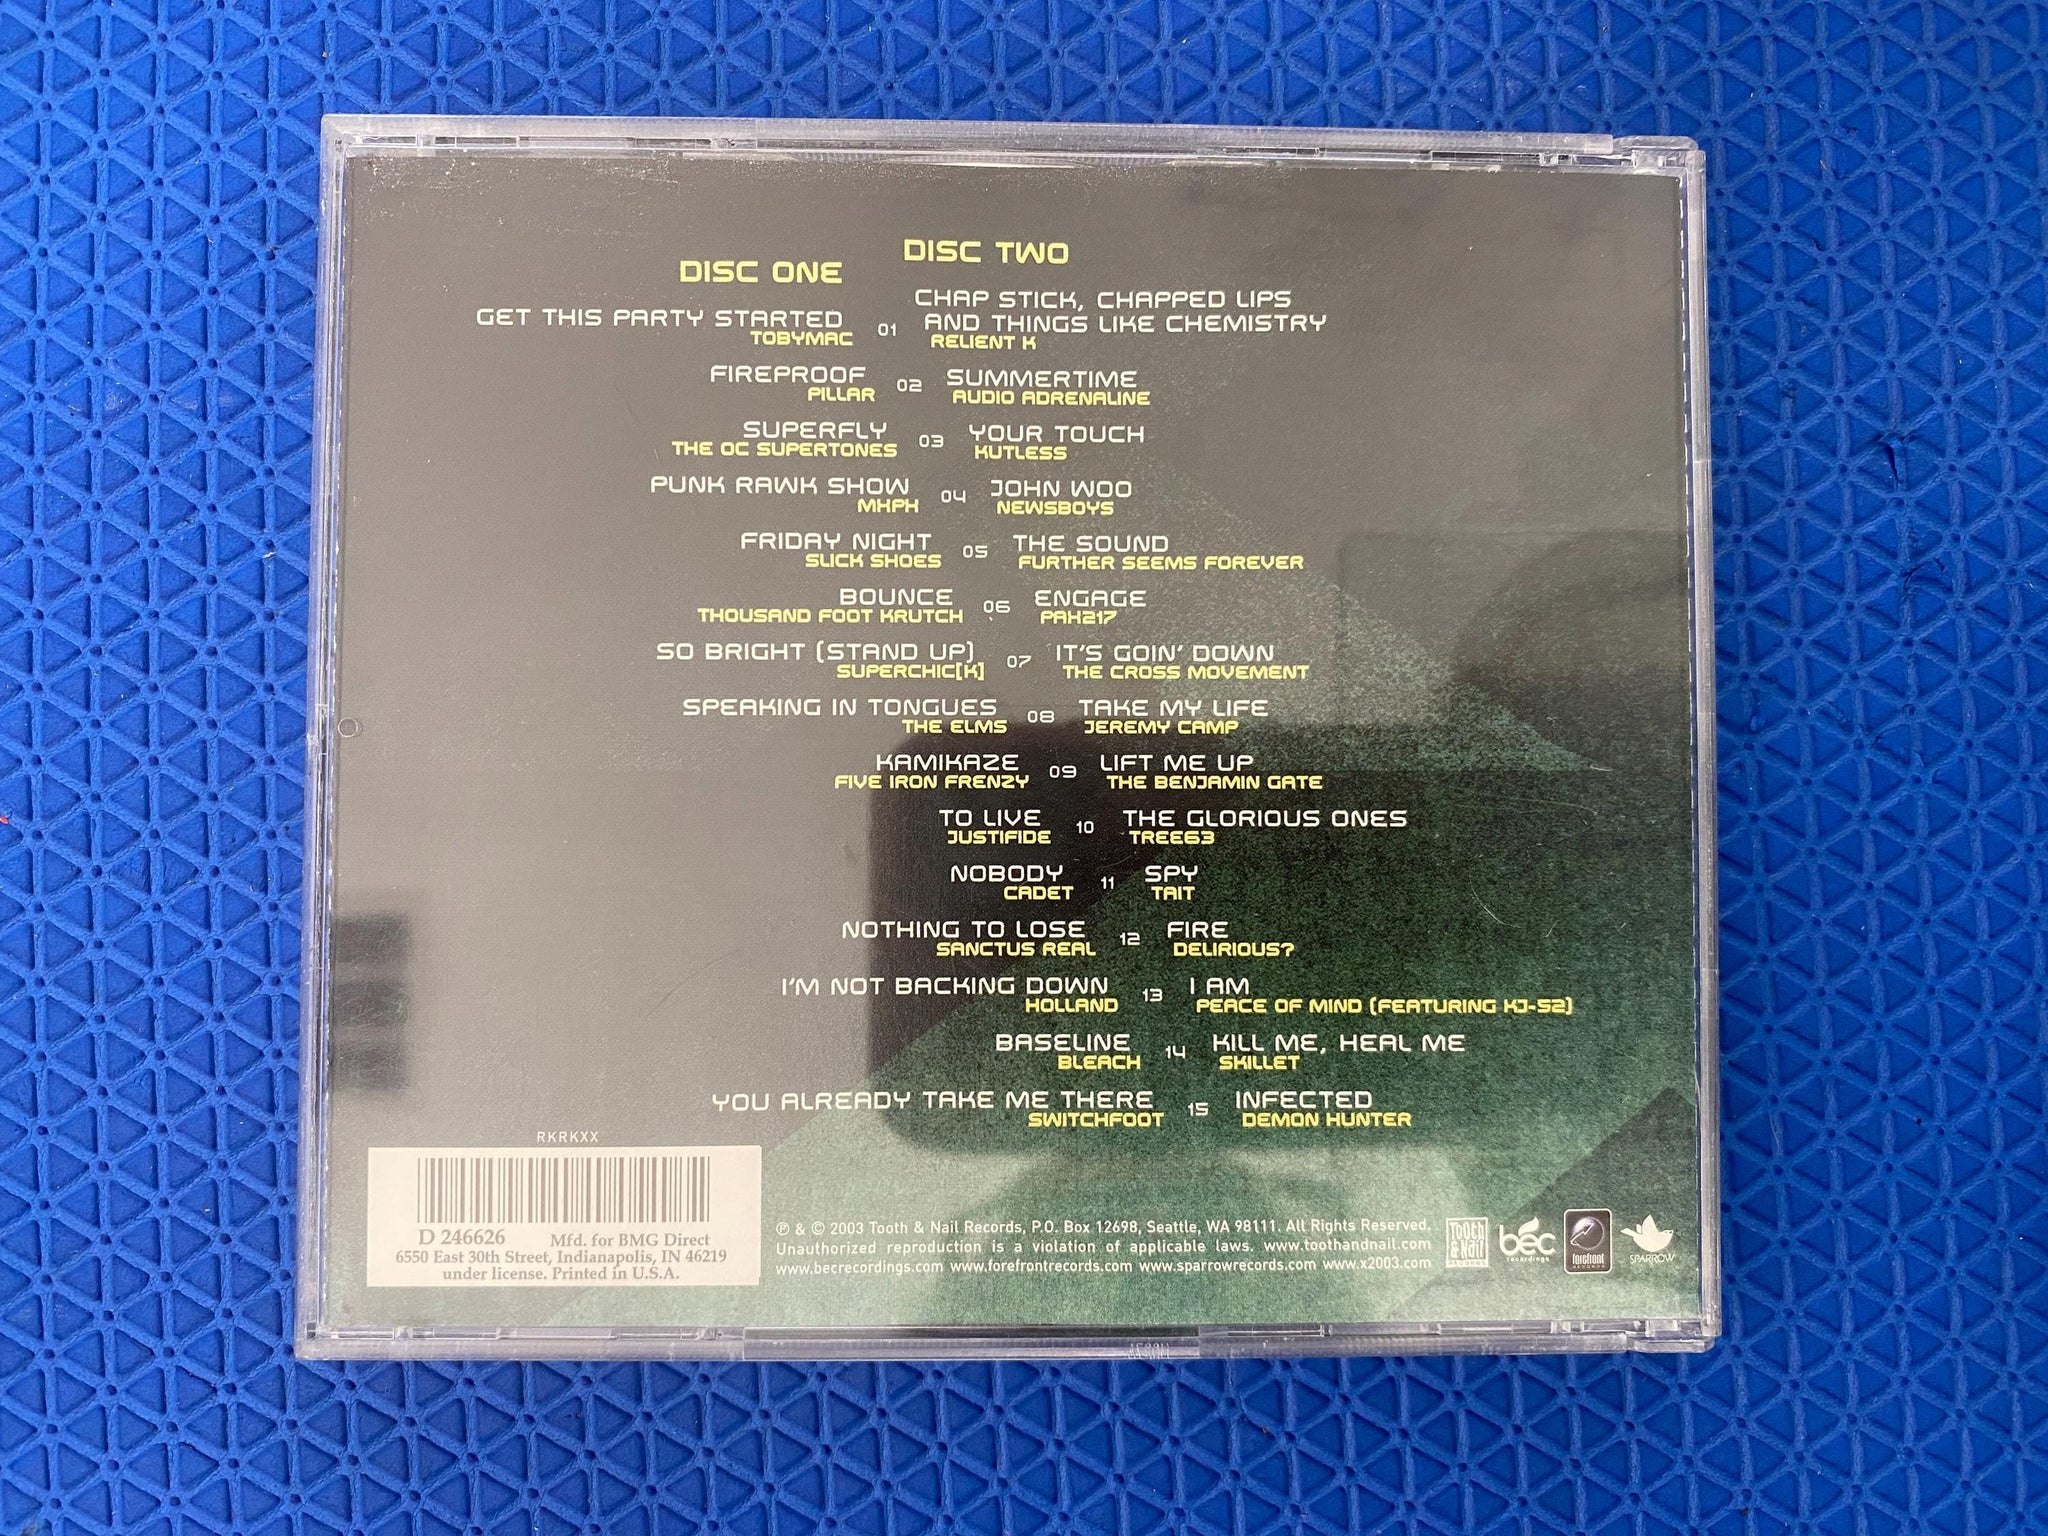 DISC ONE
DISC TWO
GET THIS PARTY STARTED
TOBYMAC
01
CHAP STICK, CHAPPED LIPS
AND THINGS LIKE CHEMISTRY
RELIENT K
FIREPROOF
PILLAR
02
SUMMERTIME
AUDIO ADRENALINE
SUPERFLY
THE OC SUPERTONES
03
YOUR TOUCH
KUTLESS
PUNK RAWK SHOW
MXPX
04
JOHN WOO
NEWSBOYS
FRIDAY NIGHT
SLICK SHOES
05
THE SOUND
FURTHER SEEMS FOREVER
BOUNCE
THOUSAND FOOT KRUTCH
06
ENGAGE
PAX217
SO BRIGHT (STAND UP)
SUPERCHIC[K]
07
IT'S GOIN' DOWN
THE CROSS MOVEMENT
SPEAKING IN TONGUES
THE ELMS
08
TAKE MY LIFE
JEREMY CAMP
KAMIKAZE
FIVE IRON FRENZY
09
LIFT ME UP
THE BENJAMIN GATE
TO LIVE
JUSTIFIDE
10
THE GLORIOUS ONES
TREE63
NOBODY
CADET
11
SPY
TAIT
NOTHING TO LOSE
SANCTUS REAL
12
FIRE
DELIRIOUS?
I'M NOT BACKING DOWN
HOLLAND
13
I AM
PEACE OF MIND (FEATURING KJ-52)
BASELINE
BLEACH
14
KILL ME, HEAL ME
SKILLET
YOU ALREADY TAKE ME THERE
SWITCHFOOT
15
INFECTED
DEMON HUNTER
RKRKXX
D 246626 Mfd. for BMG Direct
6550 East 30th Street, Indianapolis, IN 46219
under license. Printed in U.S.A.
℗ & © 2003 Tooth & Nail Records, P.O. Box 12698, Seattle, WA 98111. All Rights Reserved.
Unauthorized reproduction is a violation of applicable laws. www.toothandnail.com
www.becrecordings.com www.forefrontrecords.com www.sparrowrecords.com www.x2003.com
Tooth
& Nail
RECORDS
bec
recordings
forefront
RECORDS
SPARROW